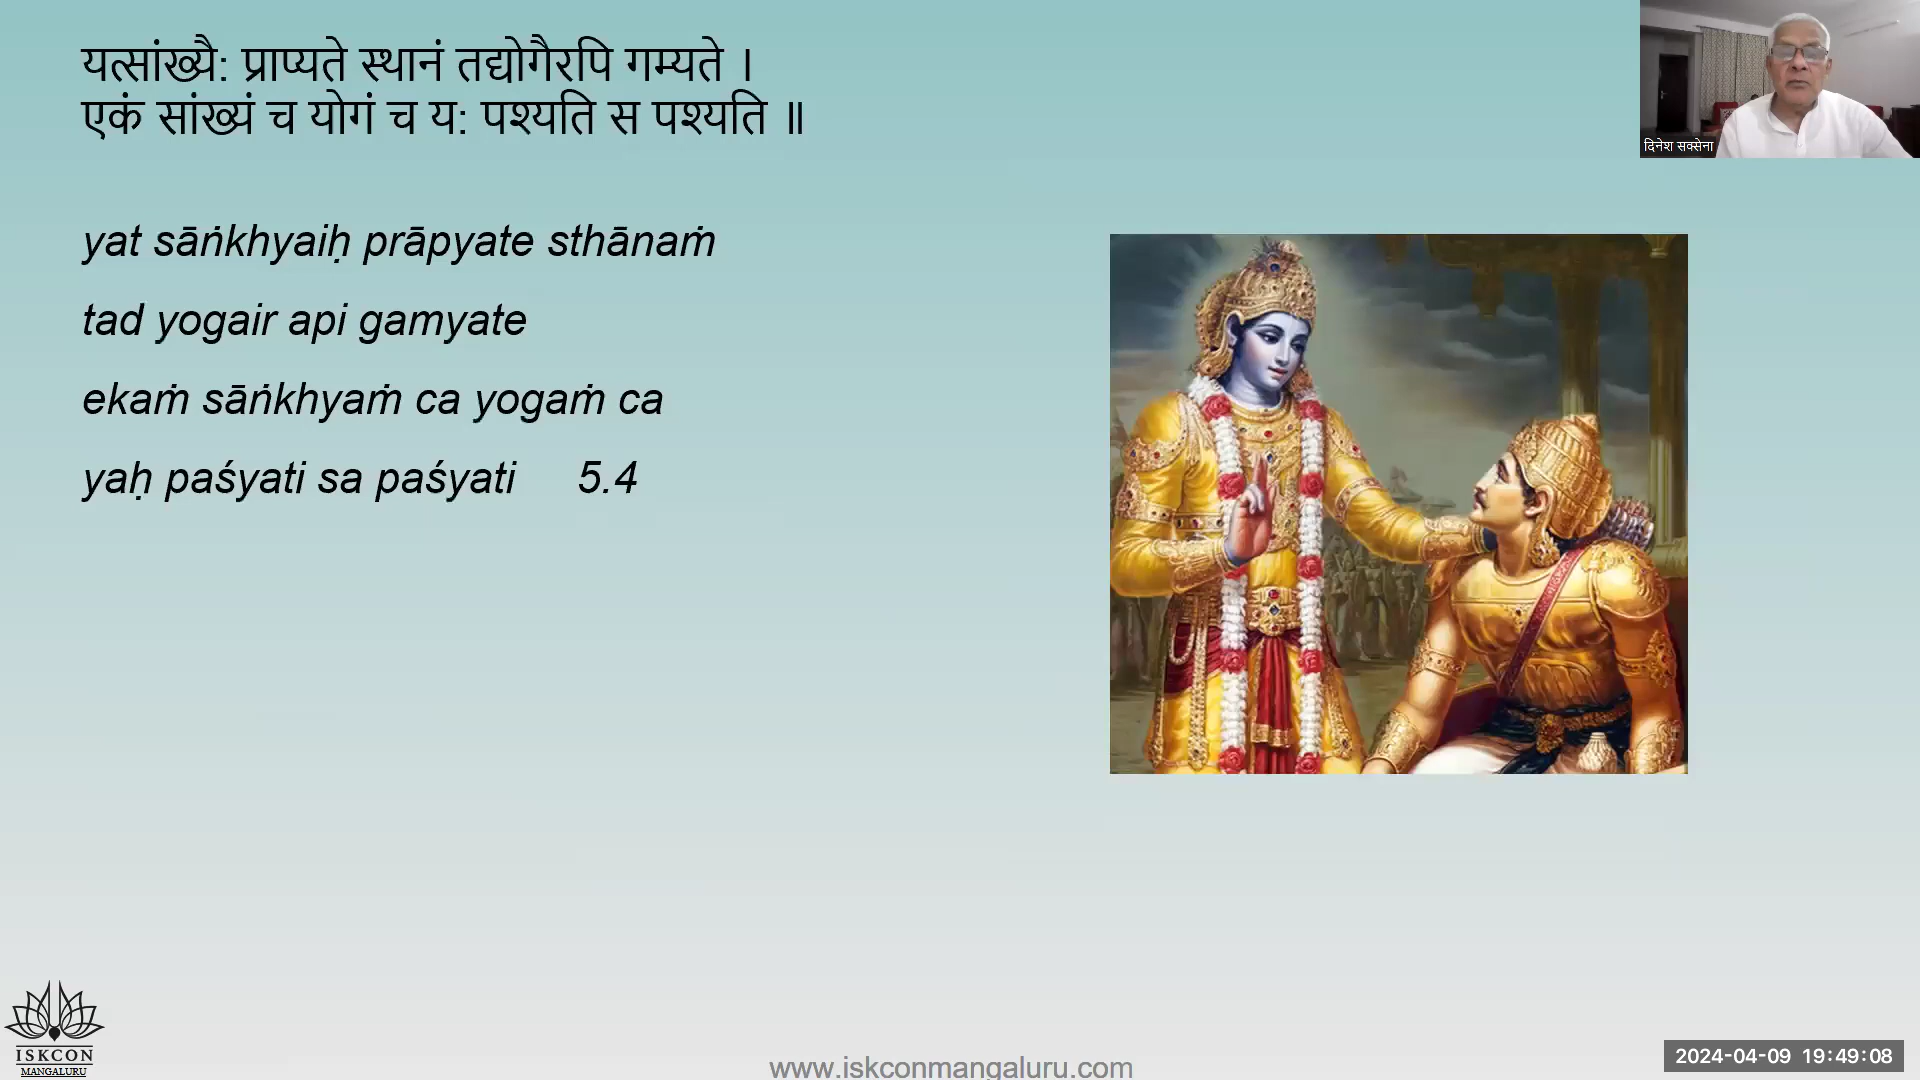 यत्सांख्यै: प्राप्यते स्थानं तद्योगैरपि गम्यते ।
एकं सांख्यं च योगं च य: पश्यति स पश्यति ॥
yat sāṅkhyaiḥ prāpyate sthānaṁ
tad yogair api gamyate
ekaṁ sāṅkhyaṁ ca yogaṁ ca
yaḥ paśyati sa paśyati 5.4
दिनेश सक्सेना
ISKCON
MANGALURU
www.iskconmangaluru.com
2024-04-09 19:49:08